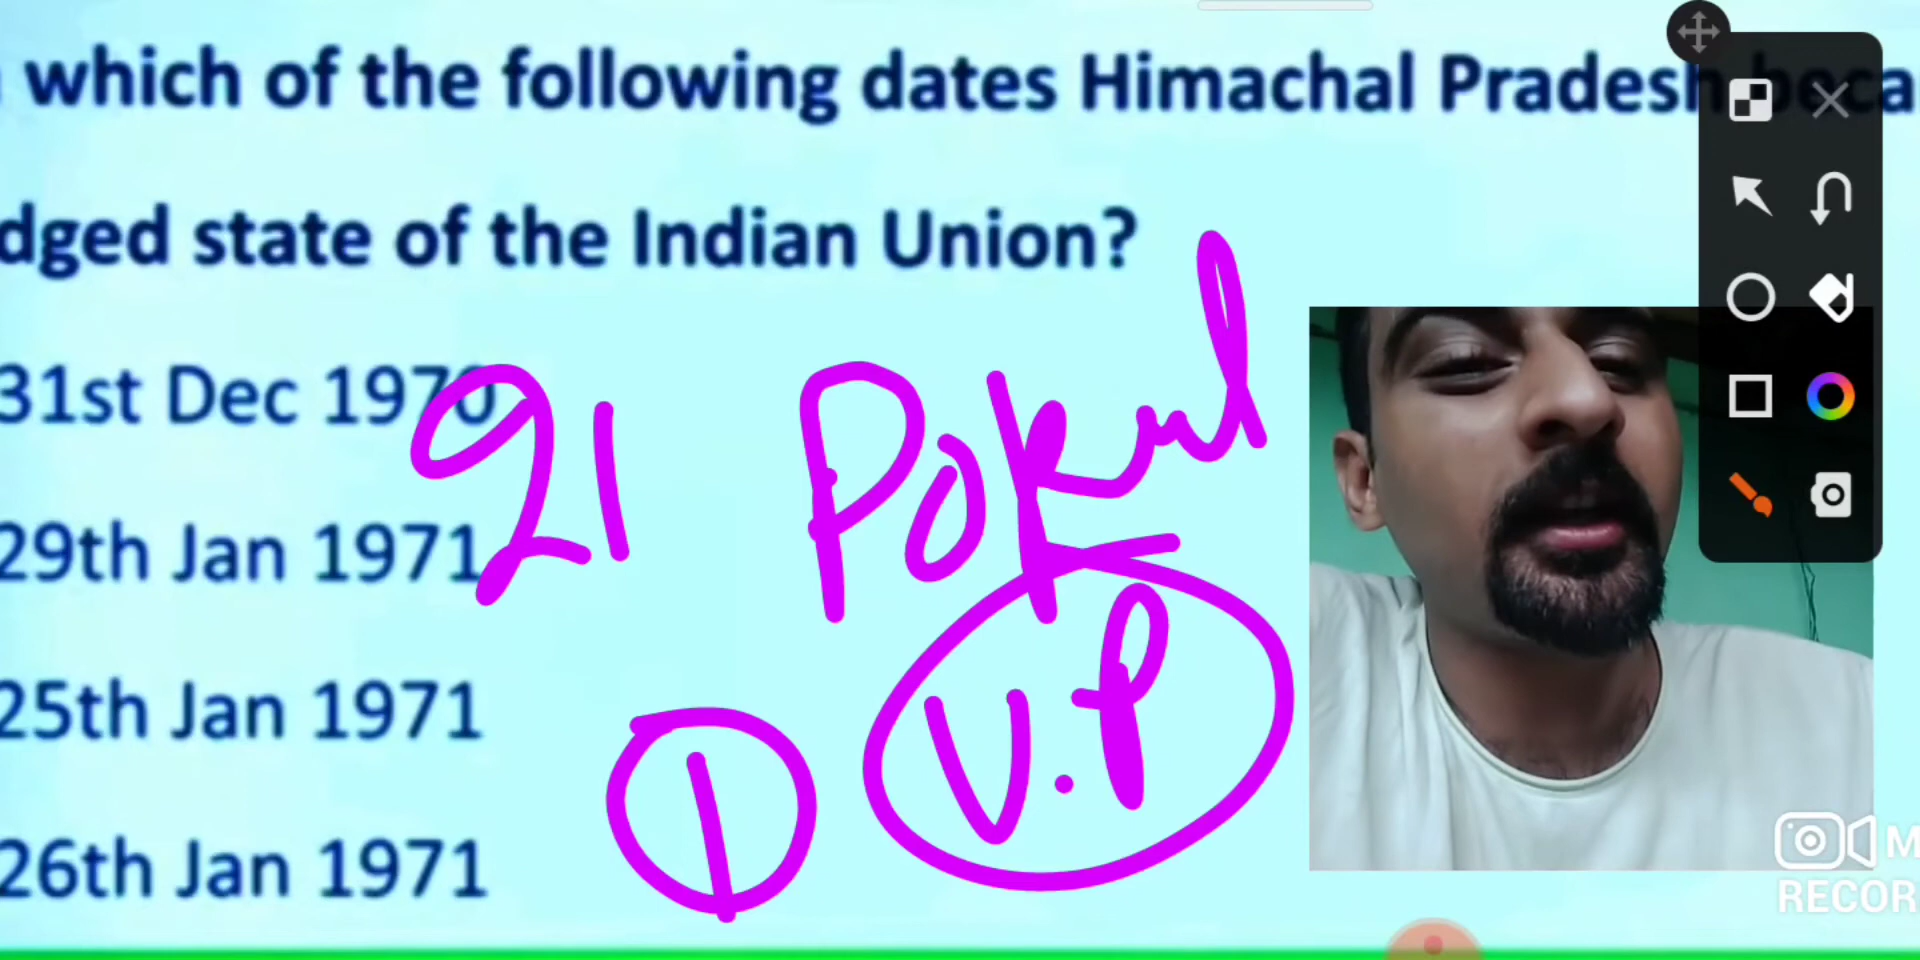 which of the following dates Himachal Pradesh beca
dged state of the Indian Union?
31st Dec 1970
29th Jan 1971
25th Jan 1971
26th Jan 1971
21
1
V.P
M
RECOR